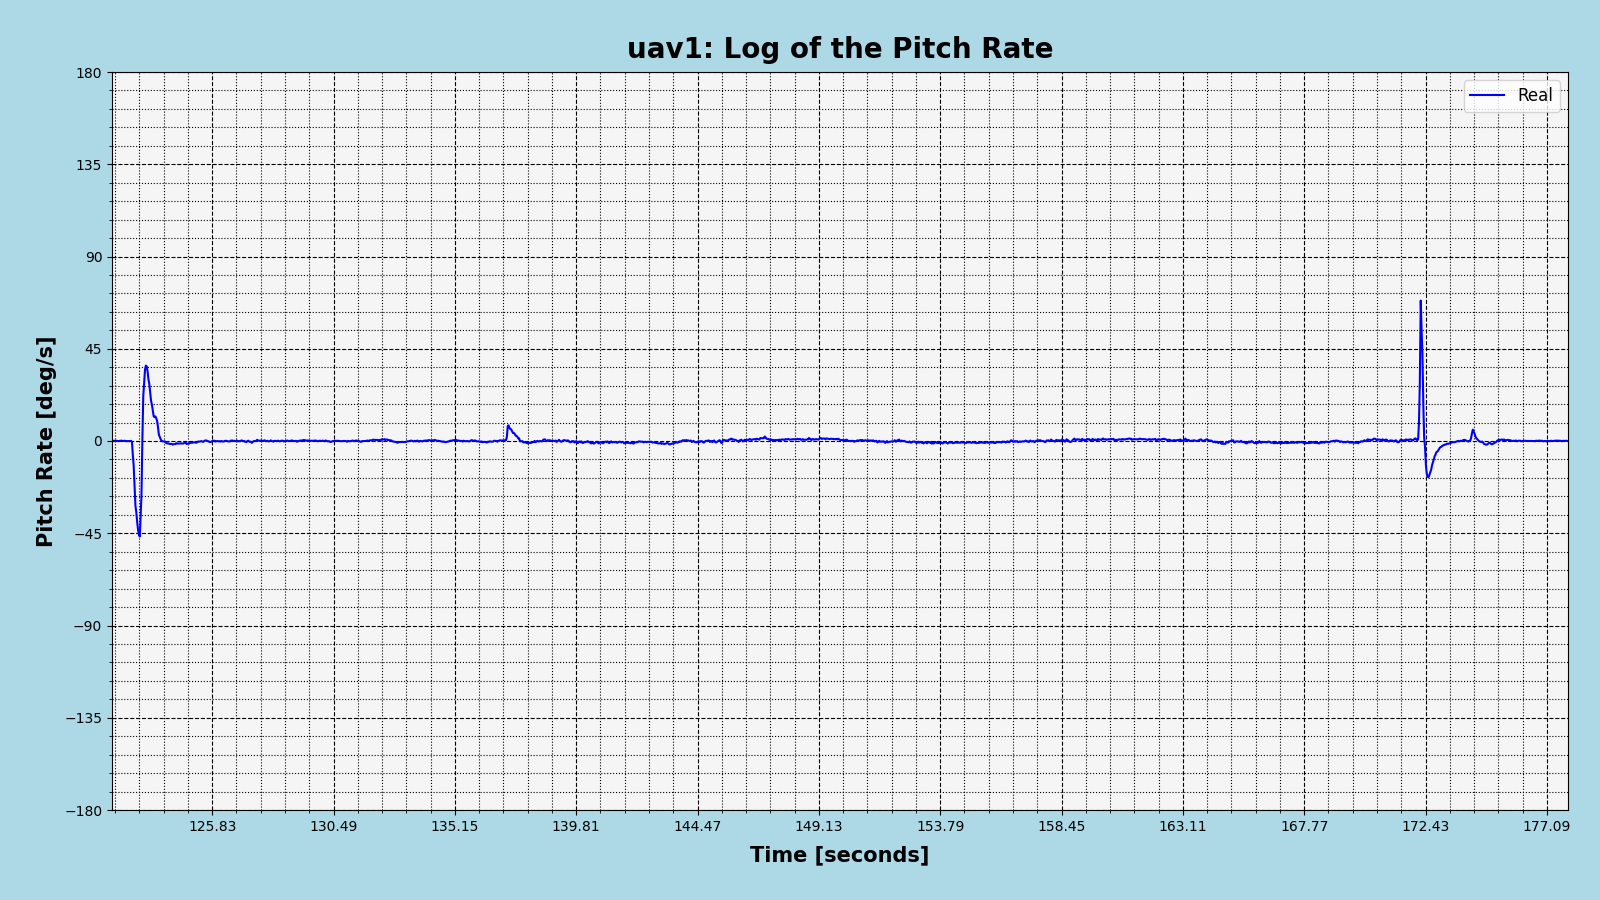 uav1: Log of the Pitch Rate
Real
Pitch Rate [deg/s]
180
135
90
45
0
−45
−90
−135
−180
125.83 130.49 135.15 139.81 144.47 149.13 153.79 158.45 163.11 167.77 172.43 177.09
Time [seconds]